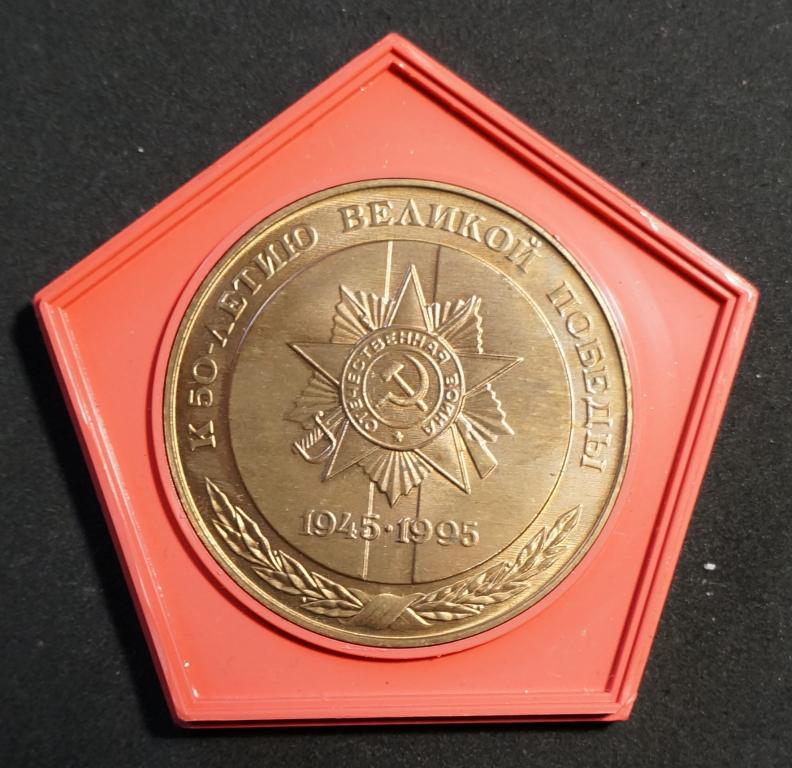 К 50-ЛЕТИЮ ВЕЛИКОЙ ПОБЕДЫ
ОТЕЧЕСТВЕННАЯ ВОЙНА
1945·1995